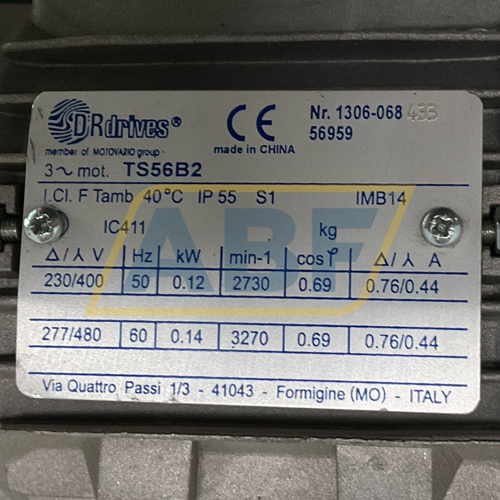 DRdrives®
member of MOTOVARIO group
CE
made in CHINA
Nr. 1306-068 433
56959
3~ mot. TS56B2
I.Cl. F Tamb 40°C IP 55 S1 IMB14
IC411 kg
Δ/⅄ V Hz kW min-1 cosφ Δ/⅄ A
230/400 50 0.12 2730 0.69 0.76/0.44
277/480 60 0.14 3270 0.69 0.76/0.44
Via Quattro Passi 1/3 - 41043 - Formigine (MO) - ITALY
ABF